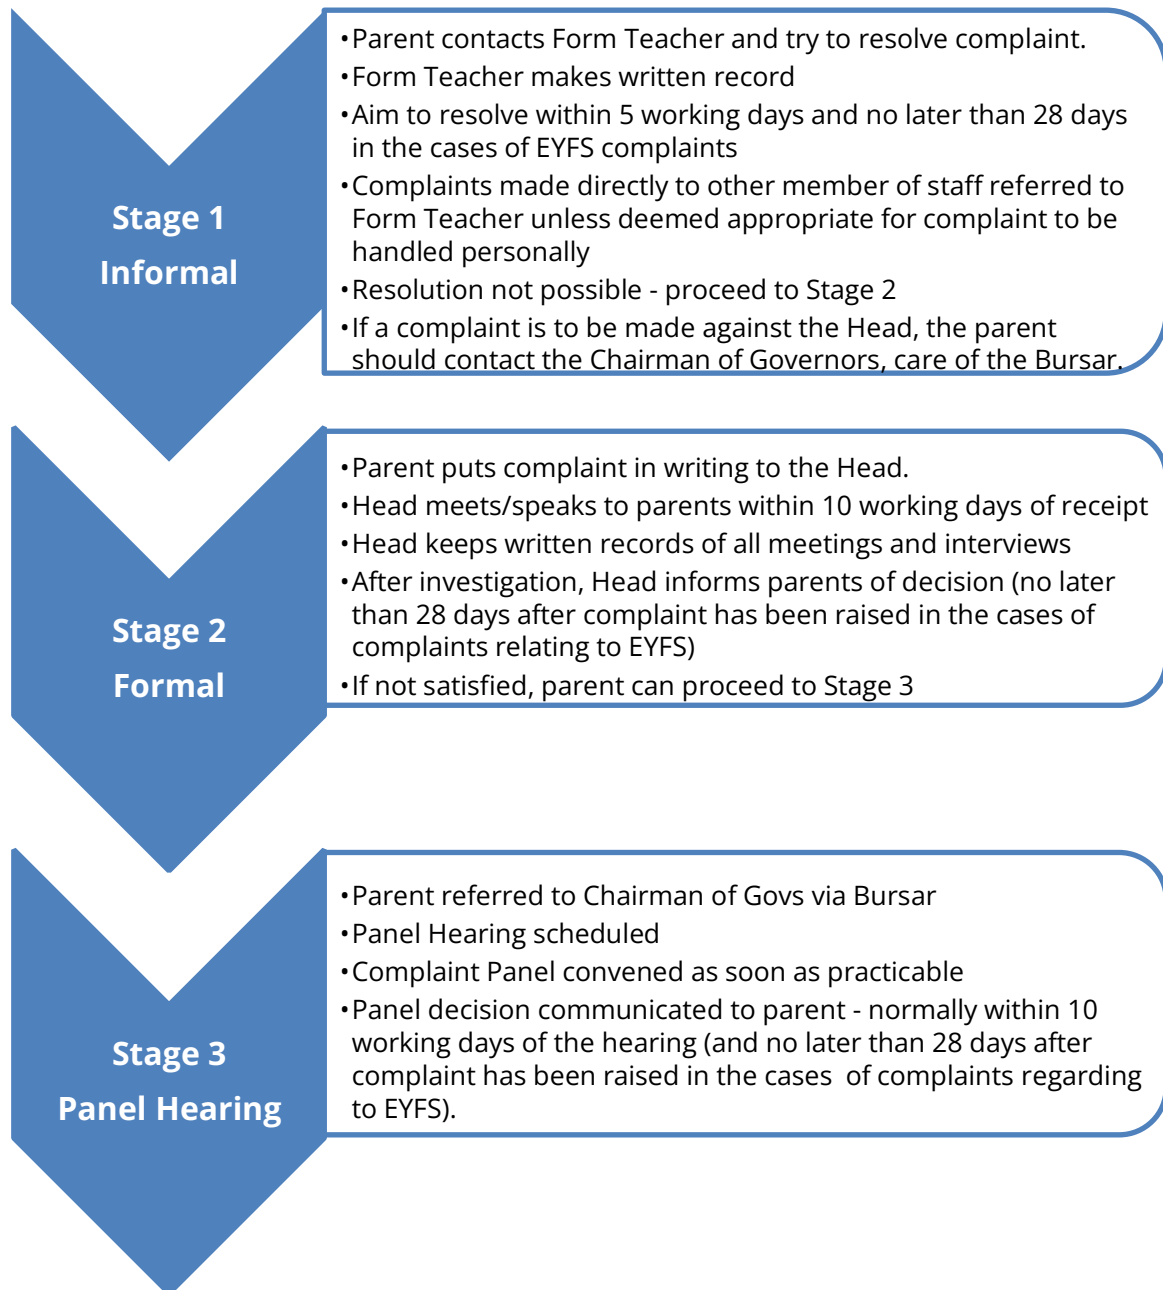 Stage 1
Informal
•Parent contacts Form Teacher and try to resolve complaint.
•Form Teacher makes written record
•Aim to resolve within 5 working days and no later than 28 days
in the cases of EYFS complaints
•Complaints made directly to other member of staff referred to
Form Teacher unless deemed appropriate for complaint to be
handled personally
•Resolution not possible - proceed to Stage 2
•If a complaint is to be made against the Head, the parent
should contact the Chairman of Governors, care of the Bursar.
Stage 2
Formal
•Parent puts complaint in writing to the Head.
•Head meets/speaks to parents within 10 working days of receipt
•Head keeps written records of all meetings and interviews
•After investigation, Head informs parents of decision (no later
than 28 days after complaint has been raised in the cases of
complaints relating to EYFS)
•If not satisfied, parent can proceed to Stage 3
Stage 3
Panel Hearing
•Parent referred to Chairman of Govs via Bursar
•Panel Hearing scheduled
•Complaint Panel convened as soon as practicable
•Panel decision communicated to parent - normally within 10
working days of the hearing (and no later than 28 days after
complaint has been raised in the cases  of complaints regarding
to EYFS).